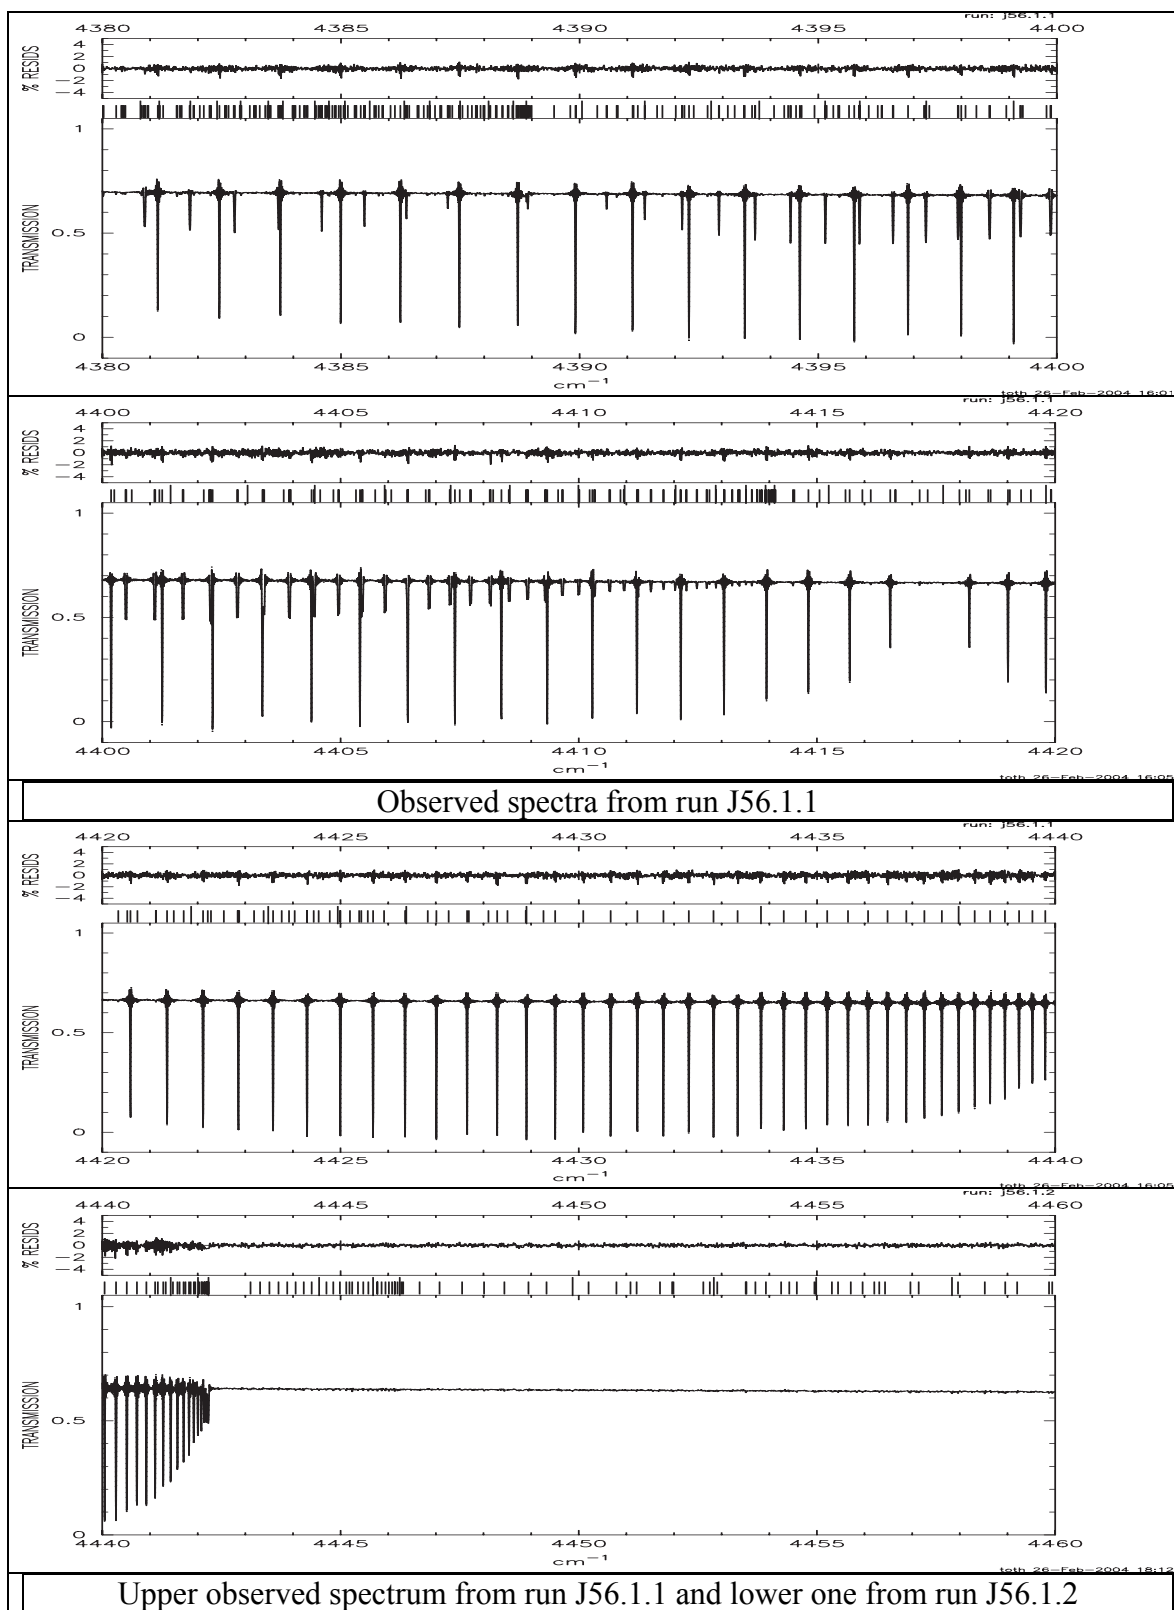 run: j56.1.1
4380 4385 4390 4395 4400
4
2
0
−2
−4
% RESIDS
1
0.5
0
TRANSMISSION
4380 4385 4390 4395 4400
cm−1
toth 26-Feb-2004 16:01
run: j56.1.1
4400 4405 4410 4415 4420
4
2
0
−2
−4
% RESIDS
1
0.5
0
TRANSMISSION
4400 4405 4410 4415 4420
cm−1
toth 26-Feb-2004 16:05
Observed spectra from run J56.1.1
run: j56.1.1
4420 4425 4430 4435 4440
4
2
0
−2
−4
% RESIDS
1
0.5
0
TRANSMISSION
4420 4425 4430 4435 4440
cm−1
toth 26-Feb-2004 16:05
run: j56.1.2
4440 4445 4450 4455 4460
4
2
0
−2
−4
% RESIDS
1
0.5
0
TRANSMISSION
4440 4445 4450 4455 4460
cm−1
toth 26-Feb-2004 18:12
Upper observed spectrum from run J56.1.1 and lower one from run J56.1.2